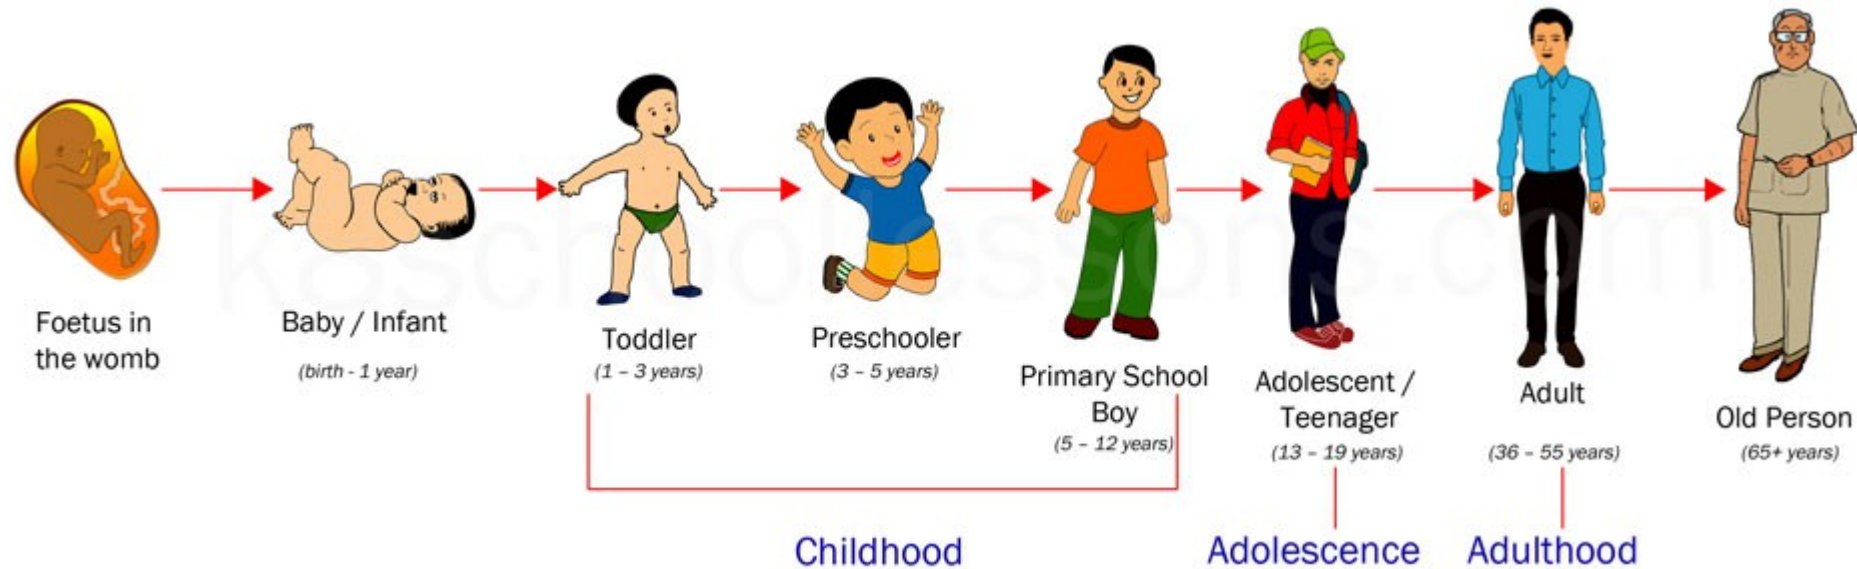 Foetus in
the womb
Baby / Infant
(birth - 1 year)
Toddler
(1 – 3 years)
Preschooler
(3 – 5 years)
Primary School
Boy
(5 – 12 years)
Adolescent /
Teenager
(13 – 19 years)
Adult
(36 – 55 years)
Old Person
(65+ years)
Childhood
Adolescence
Adulthood
k8schoollessons.com